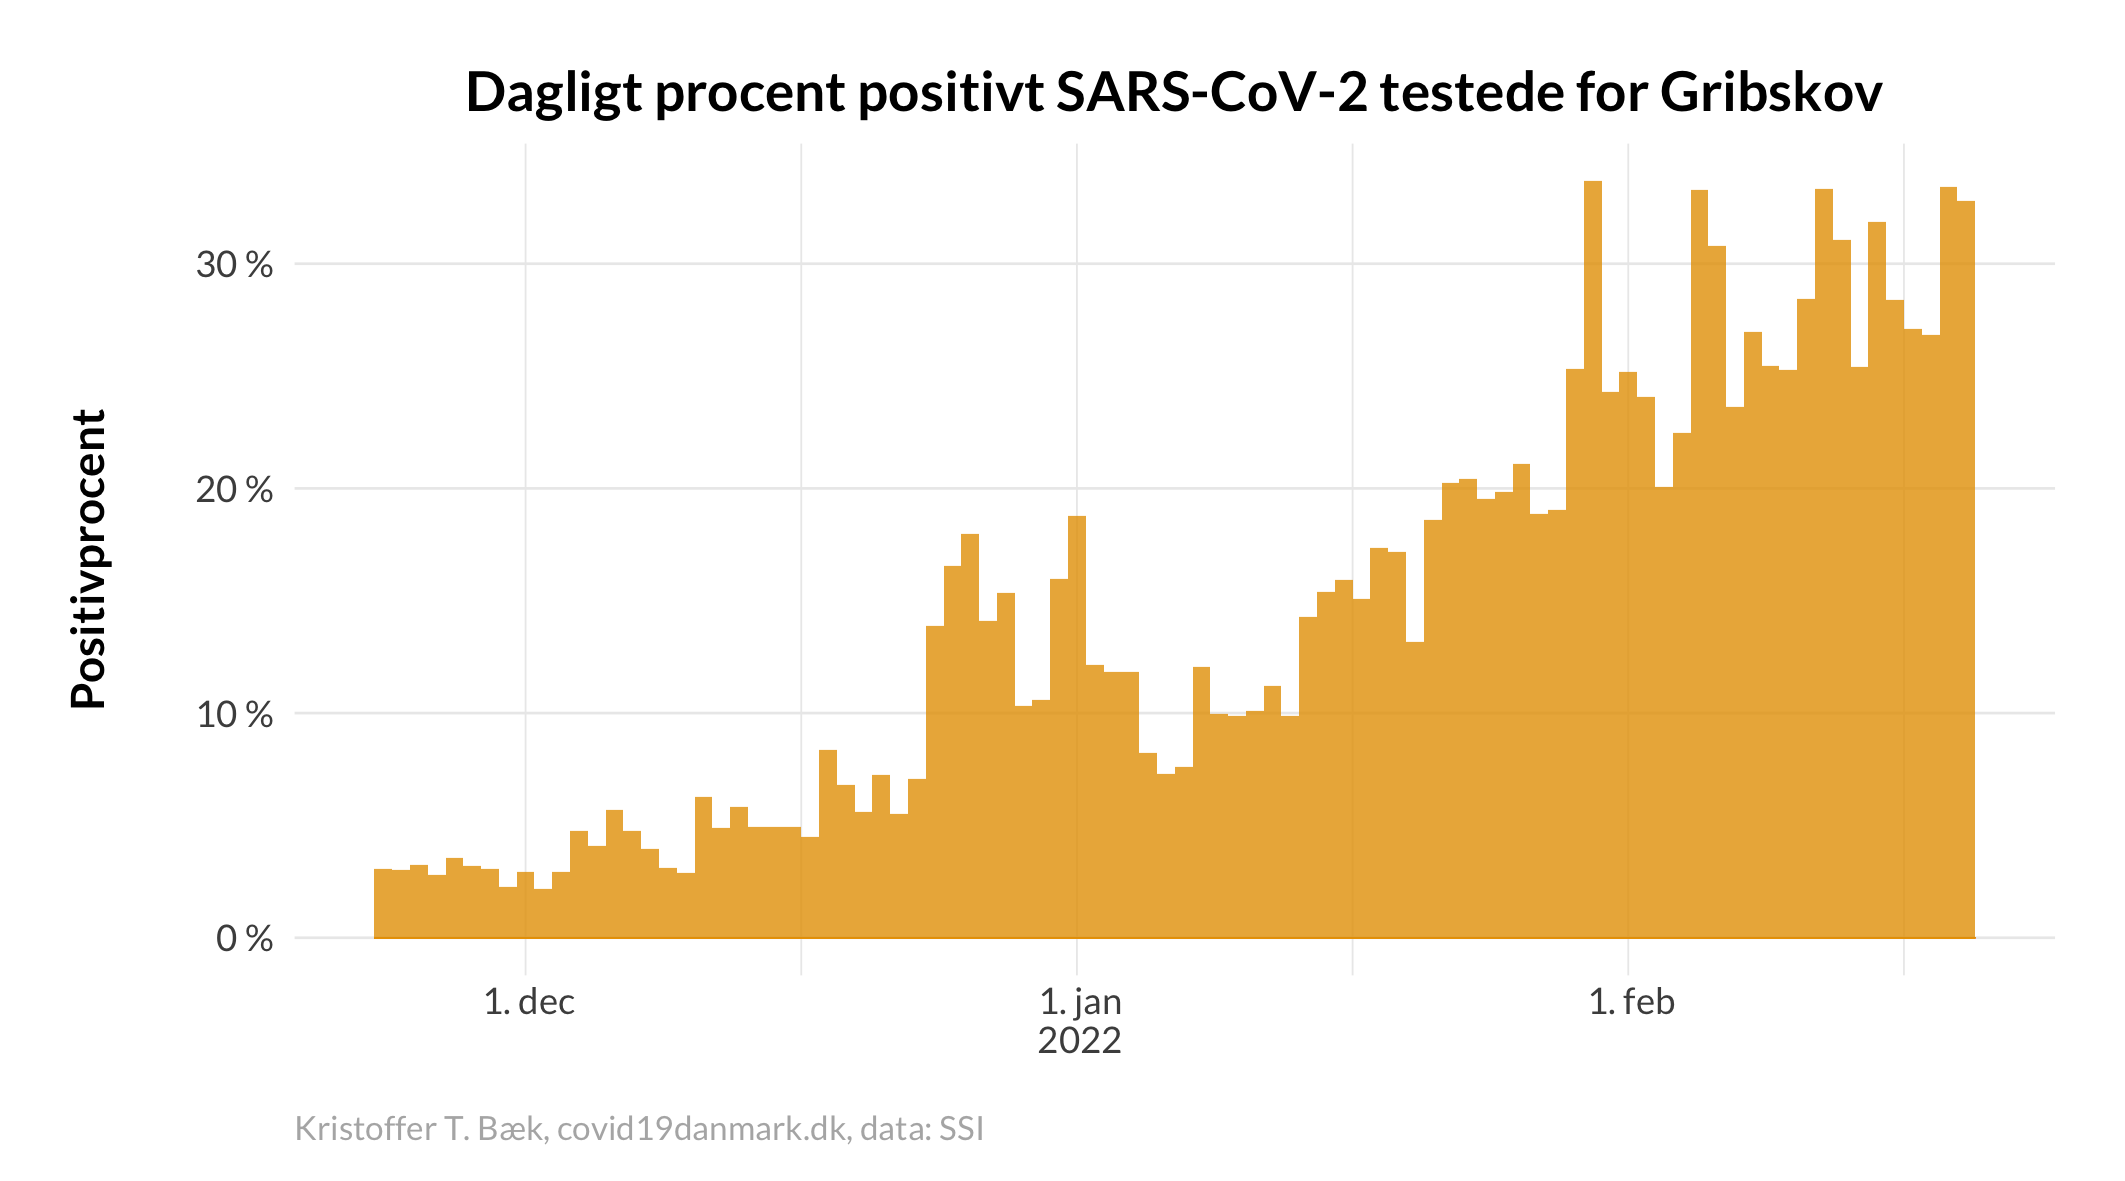 Dagligt procent positivt SARS-CoV-2 testede for Gribskov
Positivprocent
30 %
20 %
10 %
0 %
1. dec
1. jan
2022
1. feb
Kristoffer T. Bæk, covid19danmark.dk, data: SSI